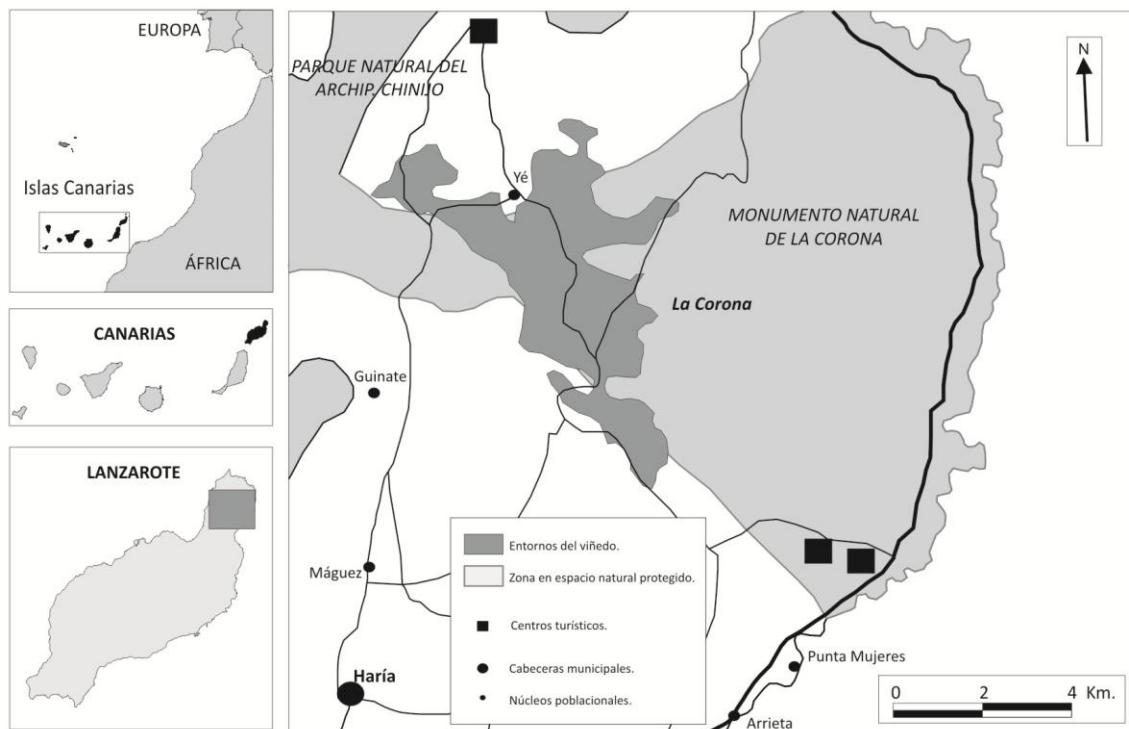 EUROPA
Islas Canarias
ÁFRICA
CANARIAS
LANZAROTE
PARQUE NATURAL DEL
ARCHIP. CHINIJO
N
Yé
MONUMENTO NATURAL
DE LA CORONA
La Corona
Guinate
Máguez
Haría
Punta Mujeres
Arrieta
Entornos del viñedo.
Zona en espacio natural protegido.
Centros turísticos.
Cabeceras municipales.
Núcleos poblacionales.
0 2 4 Km.